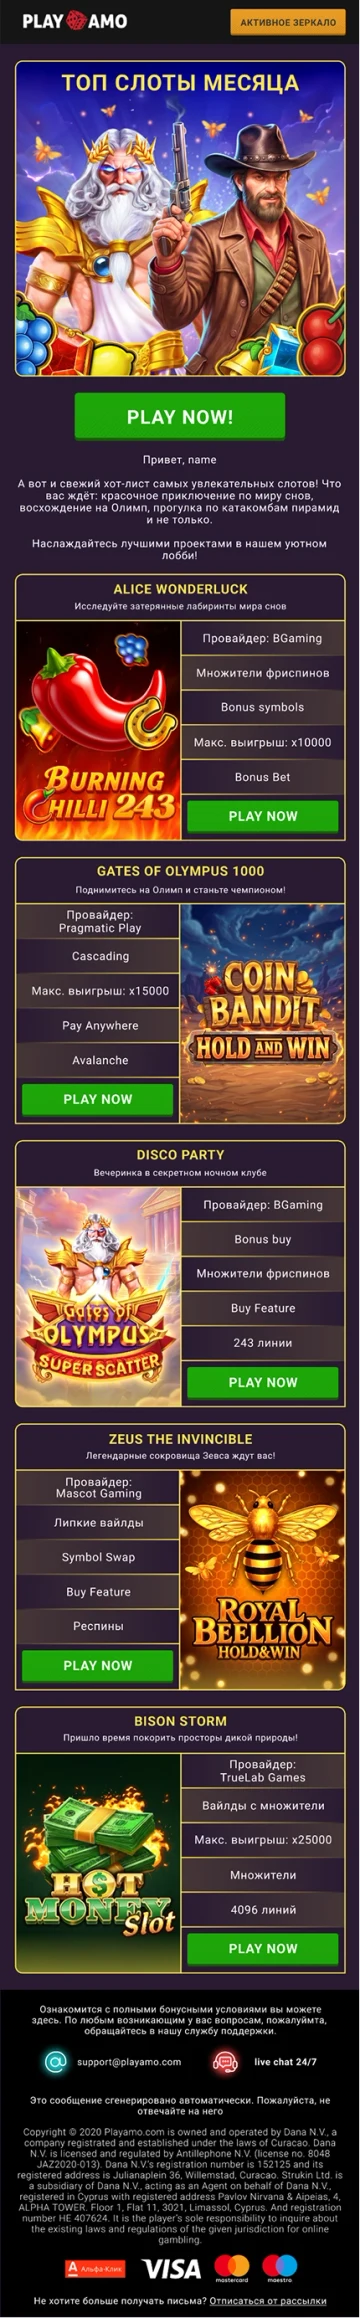 PLAY AMO
АКТИВНОЕ ЗЕРКАЛО
ТОП СЛОТЫ МЕСЯЦА
PLAY NOW!
Привет, name
А вот и свежий хот-лист самых увлекательных слотов! Что
вас ждёт: красочное приключение по миру снов,
восхождение на Олимп, прогулка по катакомбам пирамид
и не только.
Наслаждайтесь лучшими проектами в нашем уютном
лобби!
ALICE WONDERLUCK
Исследуйте затерянные лабиринты мира снов
BURNING
CHILLI 243
Провайдер: BGaming
Множители фриспинов
Bonus symbols
Макс. выигрыш: x10000
Bonus Bet
PLAY NOW
GATES OF OLYMPUS 1000
Поднимитесь на Олимп и станьте чемпионом!
Провайдер:
Pragmatic Play
Cascading
Макс. выигрыш: x15000
Pay Anywhere
Avalanche
PLAY NOW
COIN
BANDIT
HOLD AND WIN
DISCO PARTY
Вечеринка в секретном ночном клубе
Gates of
OLYMPUS
SUPER SCATTER
Провайдер: BGaming
Bonus buy
Множители фриспинов
Buy Feature
243 линии
PLAY NOW
ZEUS THE INVINCIBLE
Легендарные сокровища Зевса ждут вас!
Провайдер:
Mascot Gaming
Липкие вайлды
Symbol Swap
Buy Feature
Респины
PLAY NOW
ROYAL
BEELLION
HOLD&WIN
BISON STORM
Пришло время покорить просторы дикой природы!
HOT
MONEY
Slot
Провайдер:
TrueLab Games
Вайлды с множители
Макс. выигрыш: x25000
Множители
4096 линий
PLAY NOW
Ознакомится с полными бонусными условиями вы можете
здесь. По любым возникающим у вас вопросам, пожалуймта,
обращайтесь в нашу службу поддержки.
support@playamo.com
live chat 24/7
Это сообщение сгенерировано автоматически. Пожалуйста, не
отвечайте на него
Copyright © 2020 Playamo.com is owned and operated by Dana N.V., a
company registrated and established under the laws of Curacao. Dana
N.V. is licensed and regulated by Antillephone N.V. (license no. 8048
JAZ2020-013). Dana N.V.'s registration number is 152125 and its
registered address is Julianaplein 36, Willemstad, Curacao. Strukin Ltd. is
a subsidiary of Dana N.V., acting as an Agent on behalf of Dana N.V.,
registered in Cyprus with registered address Pavlov Nirvana & Aipeias, 4,
ALPHA TOWER. Floor 1, Flat 11, 3021, Limassol, Cyprus. And registration
number HE 407624. It is the player's sole responsibility to inquire about
the existing laws and regulations of the given jurisdiction for online
gambling.
А Альфа-Клик
VISA
mastercard
maestro
Не хотите больше получать письма? Отписаться от рассылки